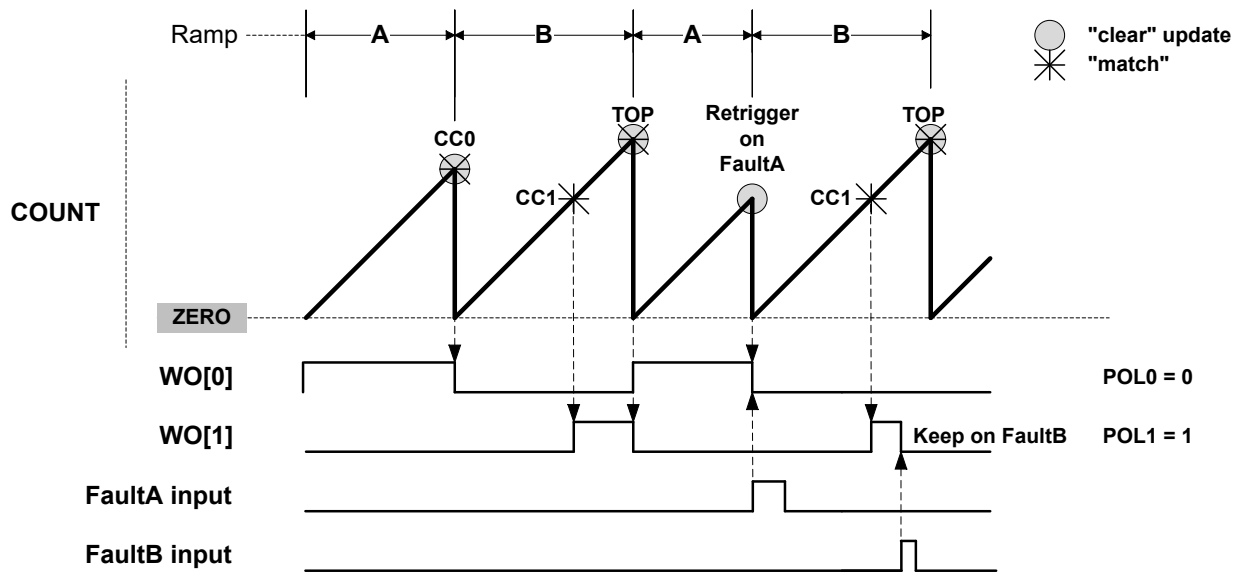 Ramp
A
B
A
B
"clear" update
"match"
CC0
TOP
Retrigger
on
FaultA
TOP
CC1
CC1
COUNT
ZERO
WO[0]
POL0 = 0
WO[1]
Keep on FaultB
POL1 = 1
FaultA input
FaultB input